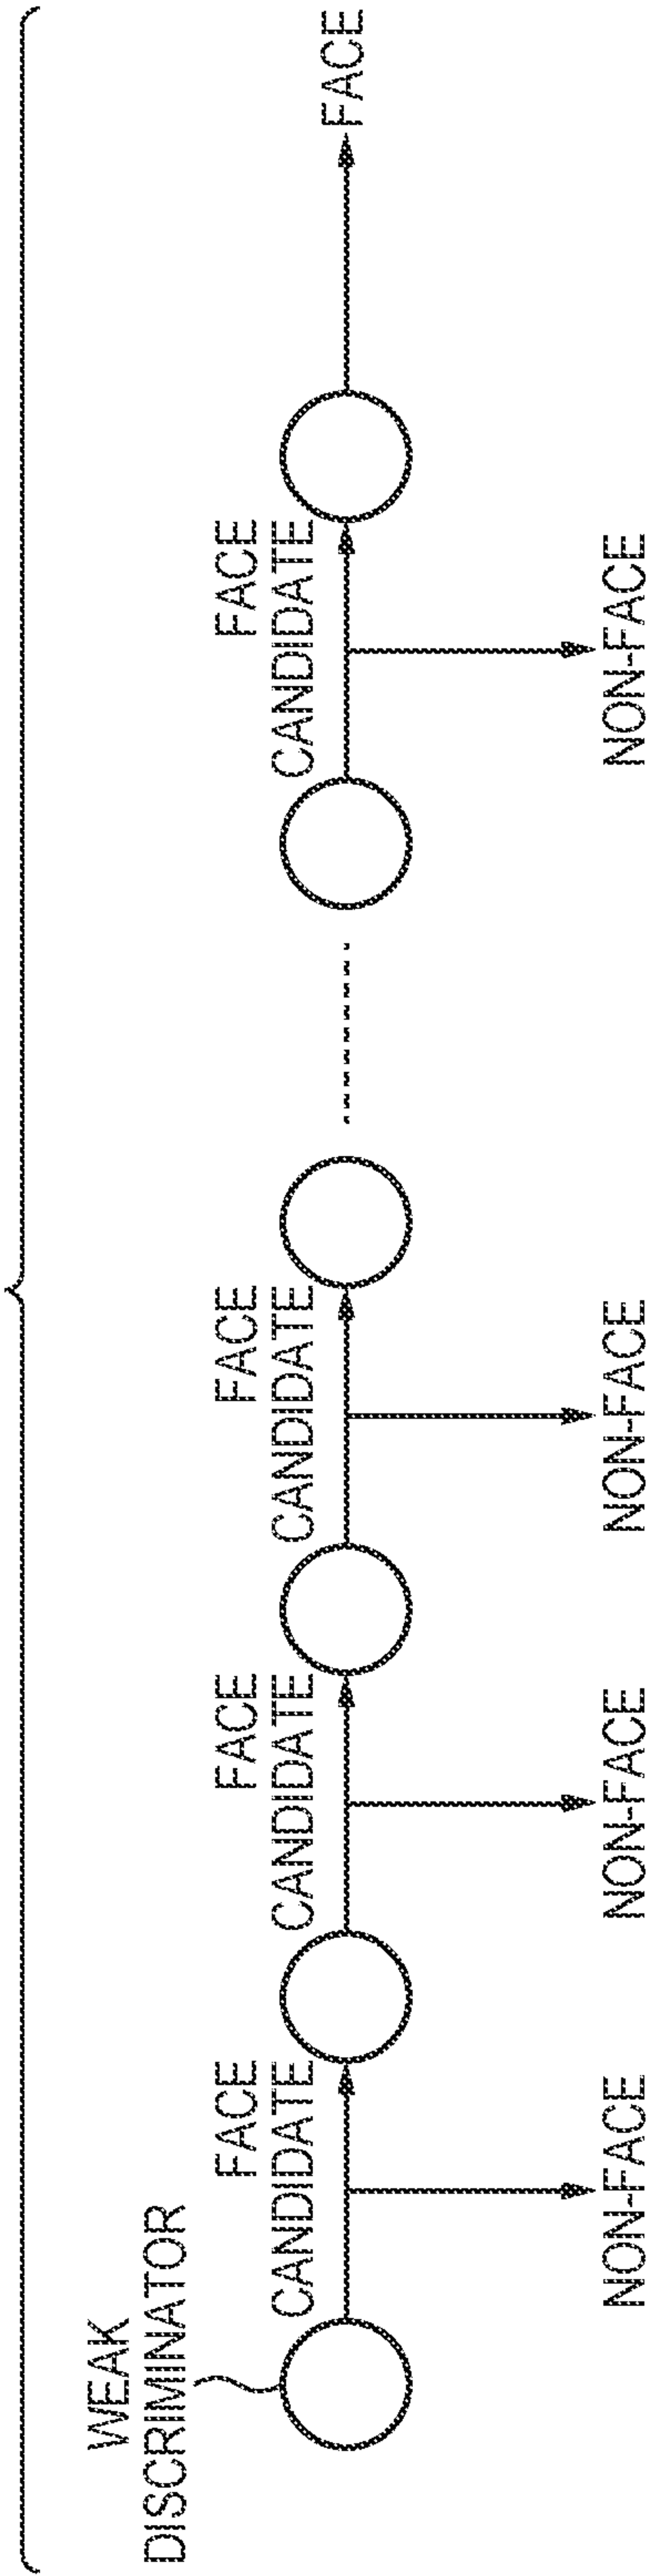 WEAK
DISCRIMINATOR
FACE
CANDIDATE
FACE
CANDIDATE
FACE
CANDIDATE
FACE
CANDIDATE
FACE
NON-FACE
NON-FACE
NON-FACE
NON-FACE